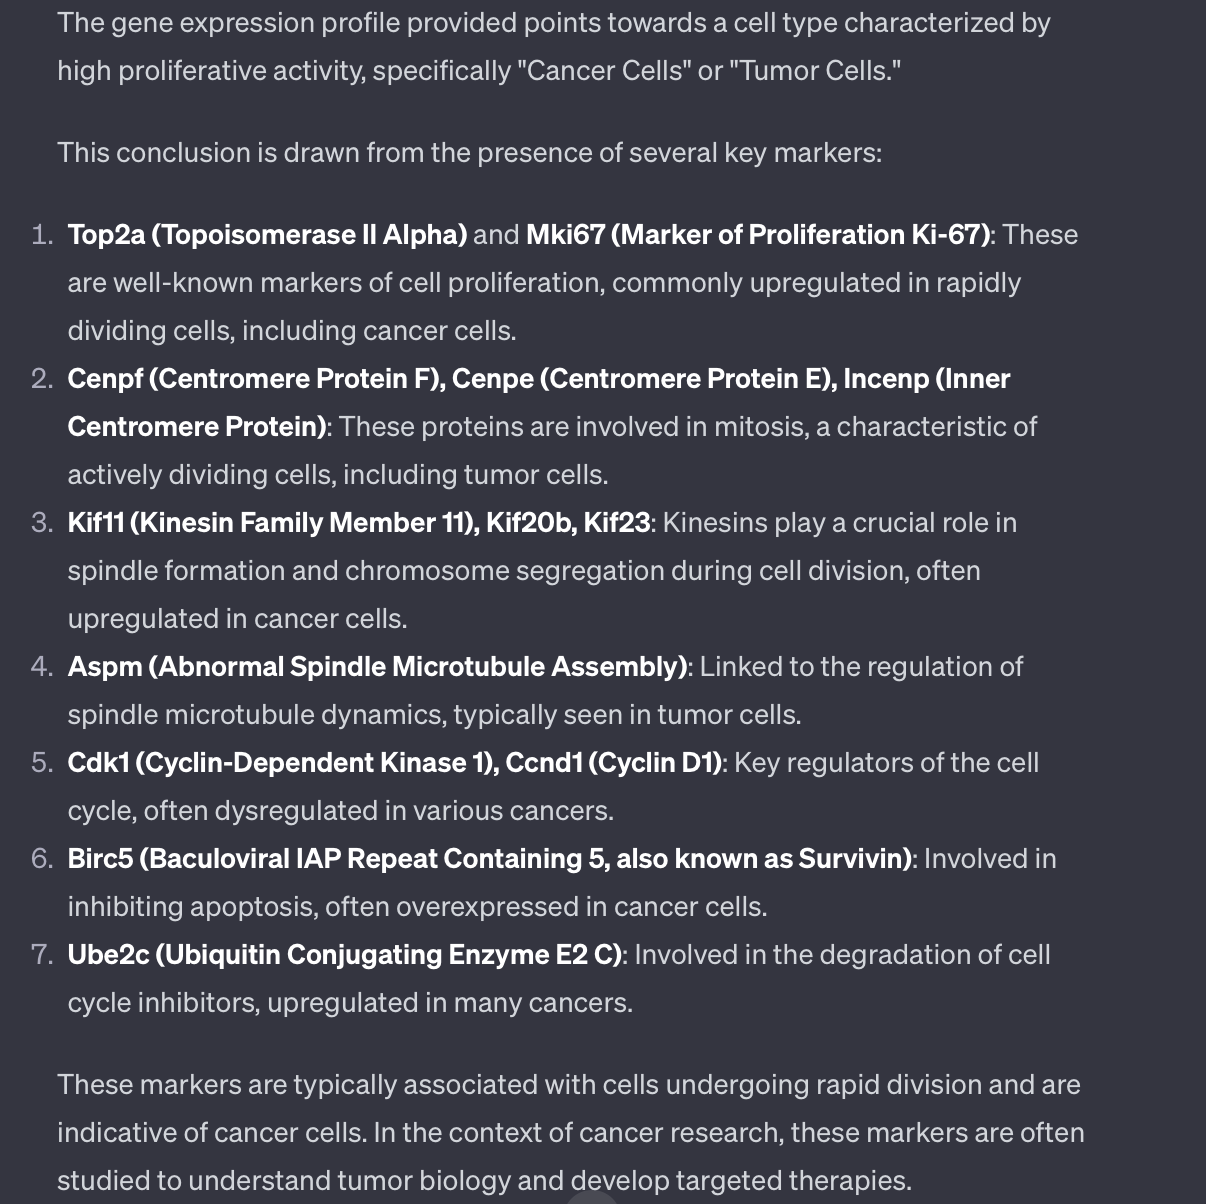 The gene expression profile provided points towards a cell type characterized by
high proliferative activity, specifically "Cancer Cells" or "Tumor Cells."
This conclusion is drawn from the presence of several key markers:
1. Top2a (Topoisomerase II Alpha) and Mki67 (Marker of Proliferation Ki-67): These
are well-known markers of cell proliferation, commonly upregulated in rapidly
dividing cells, including cancer cells.
2. Cenpf (Centromere Protein F), Cenpe (Centromere Protein E), Incenp (Inner
Centromere Protein): These proteins are involved in mitosis, a characteristic of
actively dividing cells, including tumor cells.
3. Kif11 (Kinesin Family Member 11), Kif20b, Kif23: Kinesins play a crucial role in
spindle formation and chromosome segregation during cell division, often
upregulated in cancer cells.
4. Aspm (Abnormal Spindle Microtubule Assembly): Linked to the regulation of
spindle microtubule dynamics, typically seen in tumor cells.
5. Cdk1 (Cyclin-Dependent Kinase 1), Ccnd1 (Cyclin D1): Key regulators of the cell
cycle, often dysregulated in various cancers.
6. Birc5 (Baculoviral IAP Repeat Containing 5, also known as Survivin): Involved in
inhibiting apoptosis, often overexpressed in cancer cells.
7. Ube2c (Ubiquitin Conjugating Enzyme E2 C): Involved in the degradation of cell
cycle inhibitors, upregulated in many cancers.
These markers are typically associated with cells undergoing rapid division and are
indicative of cancer cells. In the context of cancer research, these markers are often
studied to understand tumor biology and develop targeted therapies.